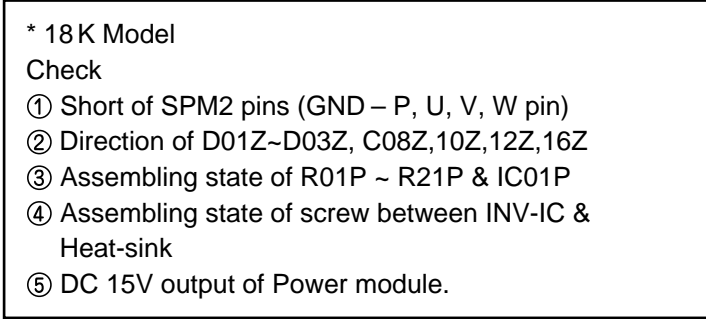 * 18K Model
Check
① Short of SPM2 pins (GND – P, U, V, W pin)
② Direction of D01Z~D03Z, C08Z,10Z,12Z,16Z
③ Assembling state of R01P ~ R21P & IC01P
④ Assembling state of screw between INV-IC &
Heat-sink
⑤ DC 15V output of Power module.